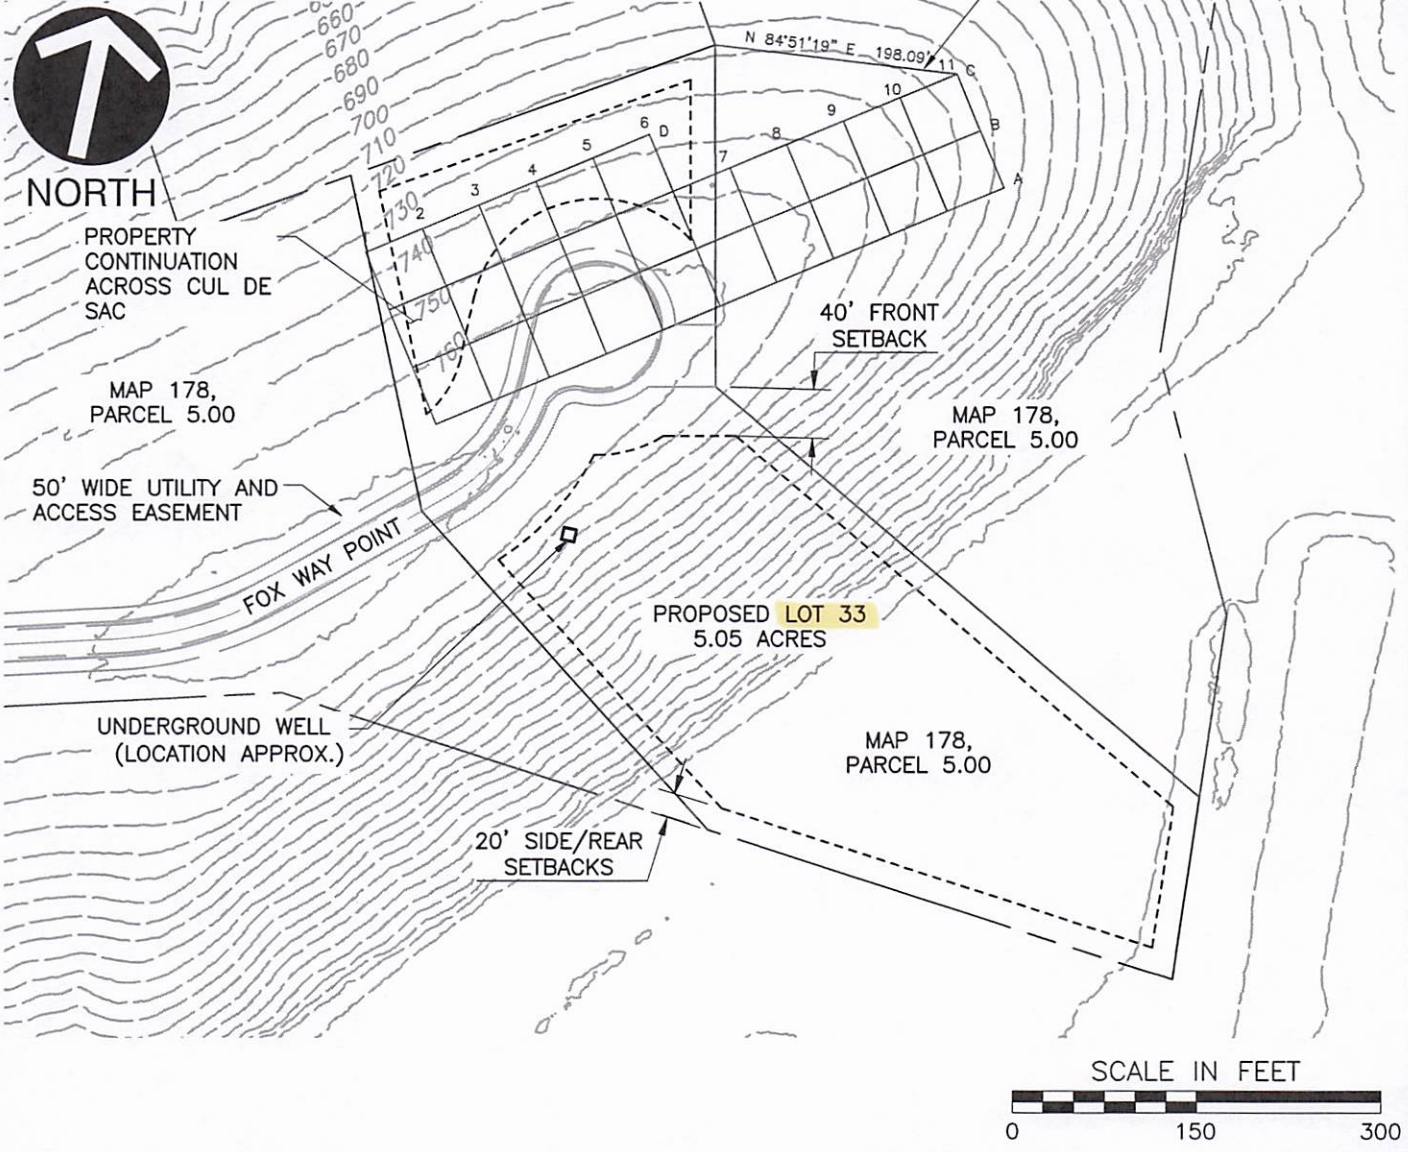 660
670
680
690
700
710
720
730
740
750
760
NORTH
N 84°51'19" E 198.09'
11 C
10
9
8
7
6 D
5
4
3
2
B
A
PROPERTY
CONTINUATION
ACROSS CUL DE
SAC
40' FRONT
SETBACK
MAP 178,
PARCEL 5.00
MAP 178,
PARCEL 5.00
50' WIDE UTILITY AND
ACCESS EASEMENT
FOX WAY POINT
PROPOSED LOT 33
5.05 ACRES
UNDERGROUND WELL
(LOCATION APPROX.)
MAP 178,
PARCEL 5.00
20' SIDE/REAR
SETBACKS
SCALE IN FEET
0 150 300